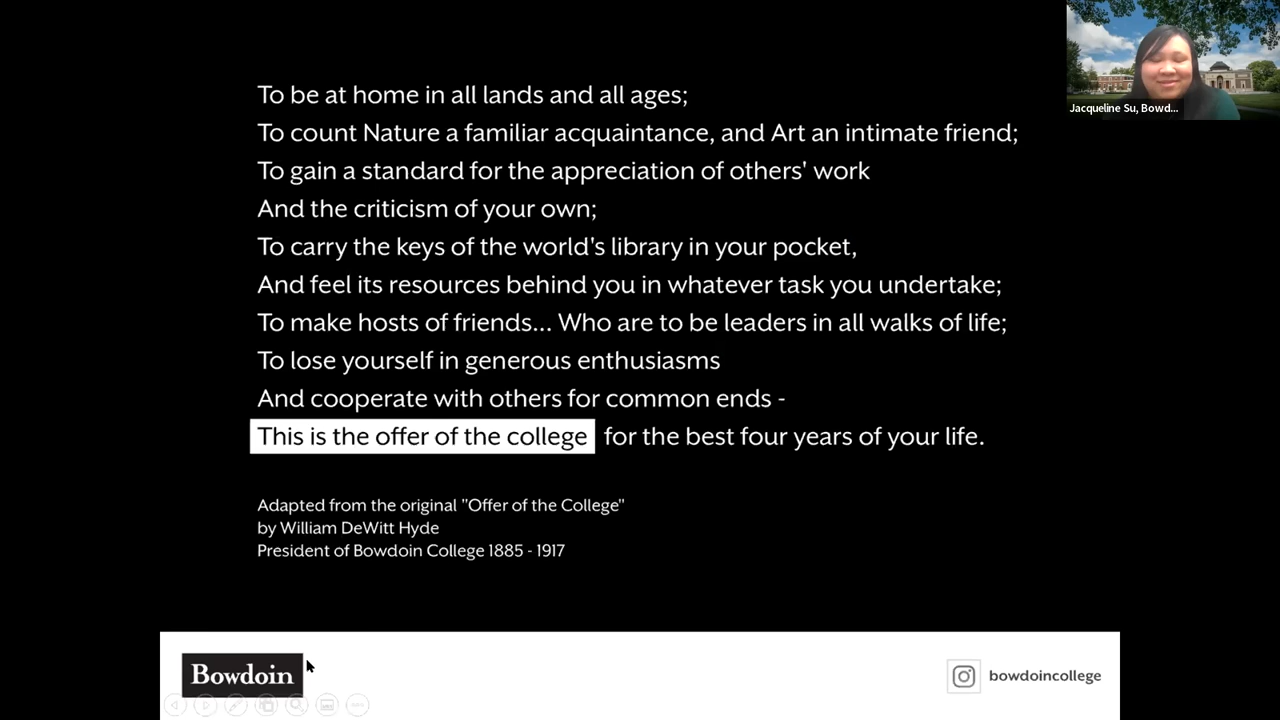 To be at home in all lands and all ages;
To count Nature a familiar acquaintance, and Art an intimate friend;
To gain a standard for the appreciation of others' work
And the criticism of your own;
To carry the keys of the world's library in your pocket,
And feel its resources behind you in whatever task you undertake;
To make hosts of friends... Who are to be leaders in all walks of life;
To lose yourself in generous enthusiasms
And cooperate with others for common ends -
This is the offer of the college for the best four years of your life.
Adapted from the original "Offer of the College"
by William DeWitt Hyde
President of Bowdoin College 1885 - 1917
Jacqueline Su, Bowd...
Bowdoin
bowdoincollege